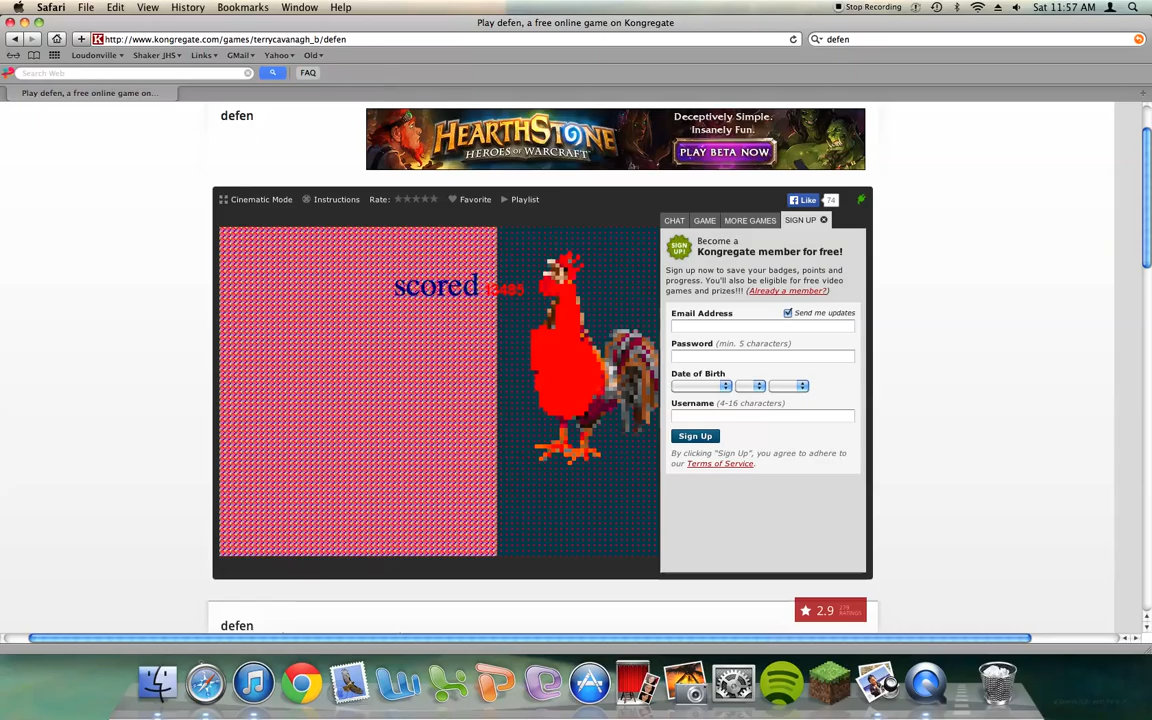 Safari File Edit View History Bookmarks Window Help Stop Recording Sat 11:57 AM
Play defen, a free online game on Kongregate
http://www.kongregate.com/games/terrycavanagh_b/defen defen
Loudonville Shaker JHS Links GMail Yahoo Old
Search Web FAQ
Play defen, a free online game on...
defen
HEARTHSTONE
HEROES OF WARCRAFT
Deceptively Simple.
Insanely Fun.
PLAY BETA NOW
Cinematic Mode Instructions Rate: Favorite Playlist Like 74
CHAT GAME MORE GAMES SIGN UP
scored 13485
SIGN UP!
Become a
Kongregate member for free!
Sign up now to save your badges, points and
progress. You'll also be eligible for free video
games and prizes!!! (Already a member?)
Email Address Send me updates
Password (min. 5 characters)
Date of Birth
Username (4-16 characters)
Sign Up
By clicking "Sign Up", you agree to adhere to
our Terms of Service.
2.9
RATINGS
defen